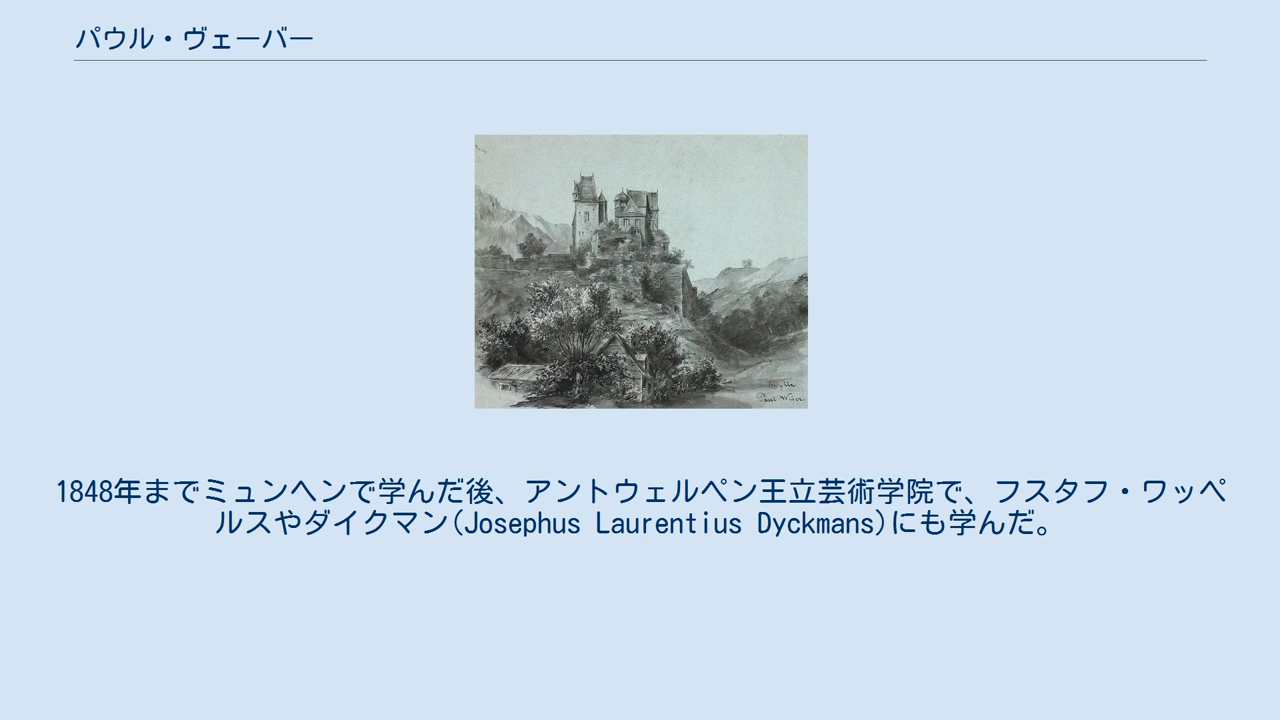 パウル・ヴェーバー
Paul Weber
1848年までミュンヘンで学んだ後、アントウェルペン王立芸術学院で、フスタフ・ワッペ
ルスやダイクマン(Josephus Laurentius Dyckmans)にも学んだ。